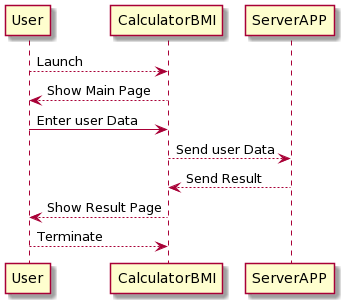 User CalculatorBMI ServerAPP
Launch
Show Main Page
Enter user Data
Send user Data
Send Result
Show Result Page
Terminate
User CalculatorBMI ServerAPP